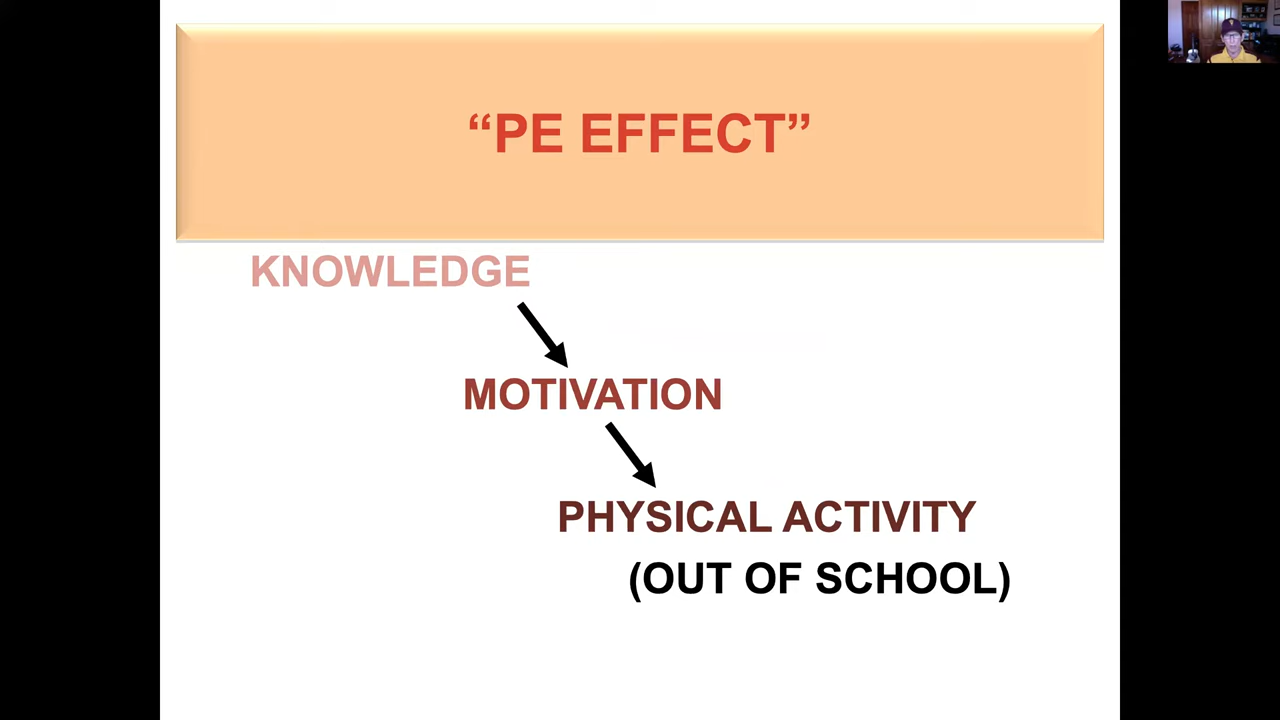 “PE EFFECT”
KNOWLEDGE
MOTIVATION
PHYSICAL ACTIVITY
(OUT OF SCHOOL)